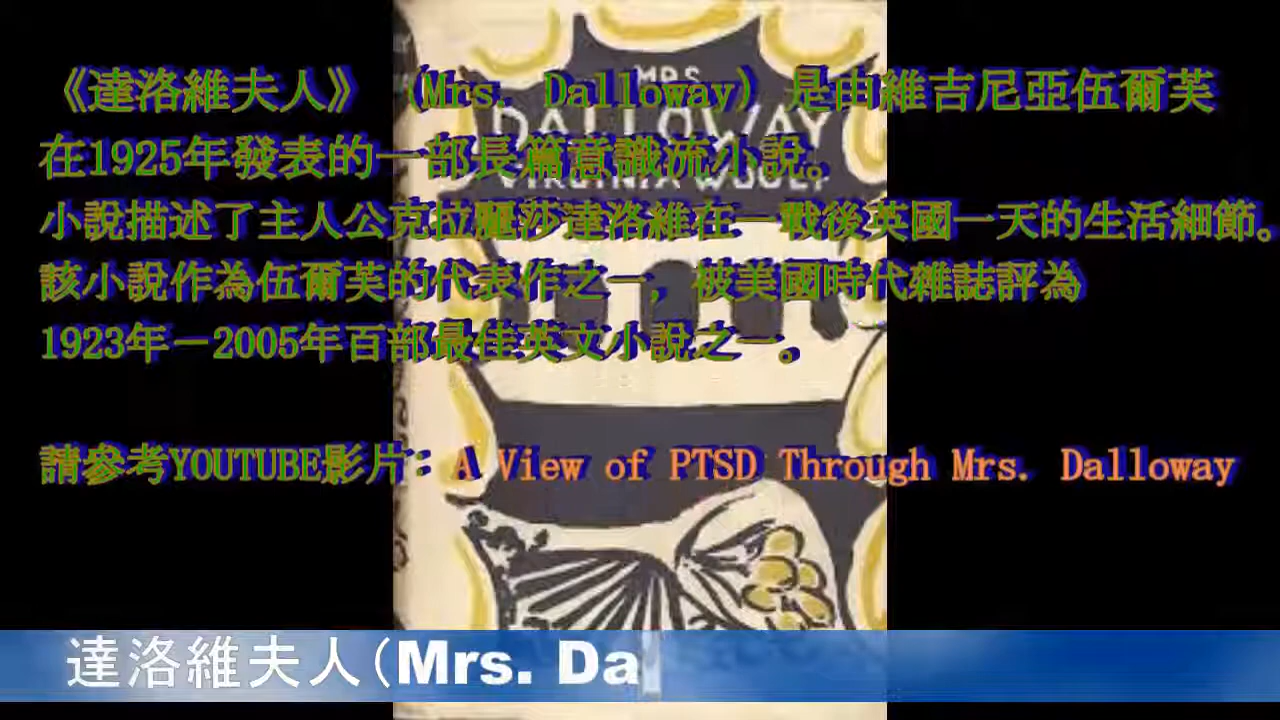 《達洛維夫人》 (Mrs. Dalloway) 是由維吉尼亞伍爾芙
在1925年發表的一部長篇意識流小說。
小說描述了主人公克拉麗莎達洛維在一戰後英國一天的生活細節。
該小說作為伍爾芙的代表作之一, 被美國時代雜誌評為
1923年－2005年百部最佳英文小說之一。
請參考YOUTUBE影片：A View of PTSD Through Mrs. Dalloway
MRS.
DALLOWAY
VIRGINIA WOOLF
達洛維夫人(Mrs. Da